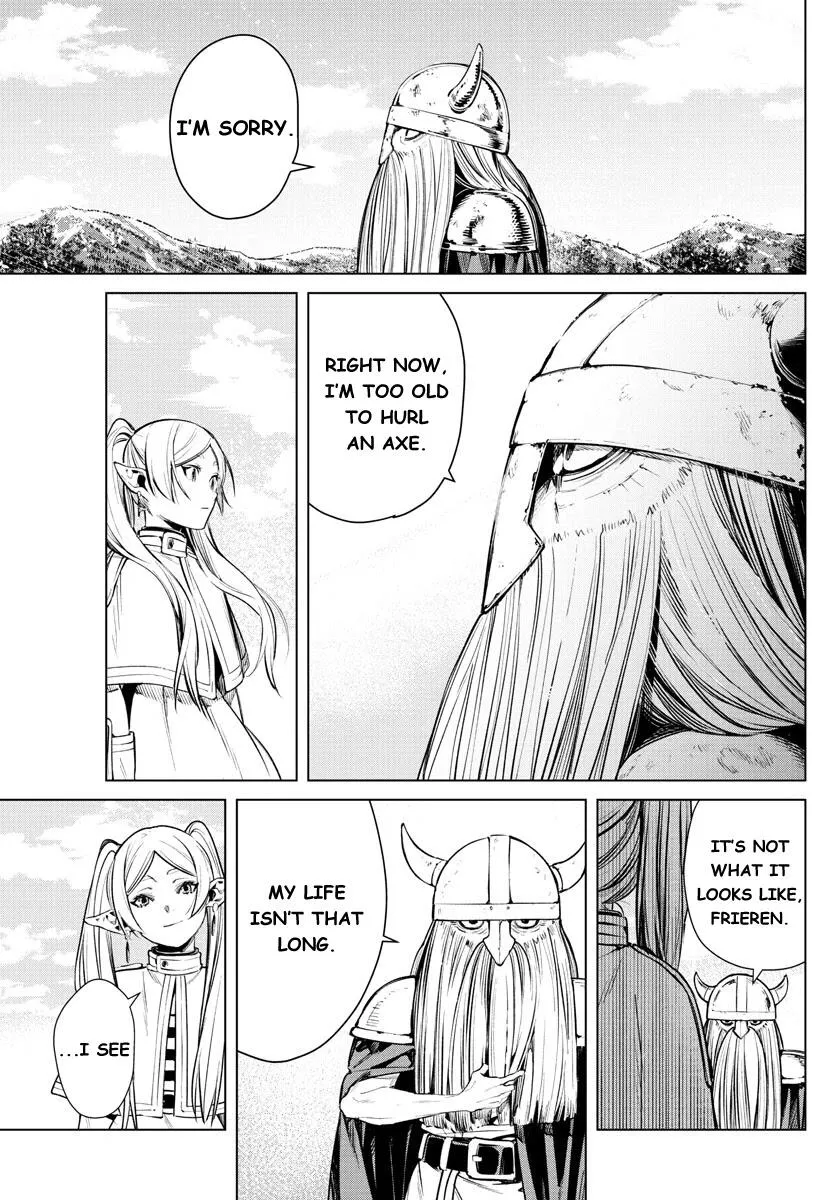 I'M SORRY.
RIGHT NOW,
I'M TOO OLD
TO HURL
AN AXE.
IT'S NOT
WHAT IT
LOOKS LIKE,
FRIEREN.
MY LIFE
ISN'T THAT
LONG.
...I SEE